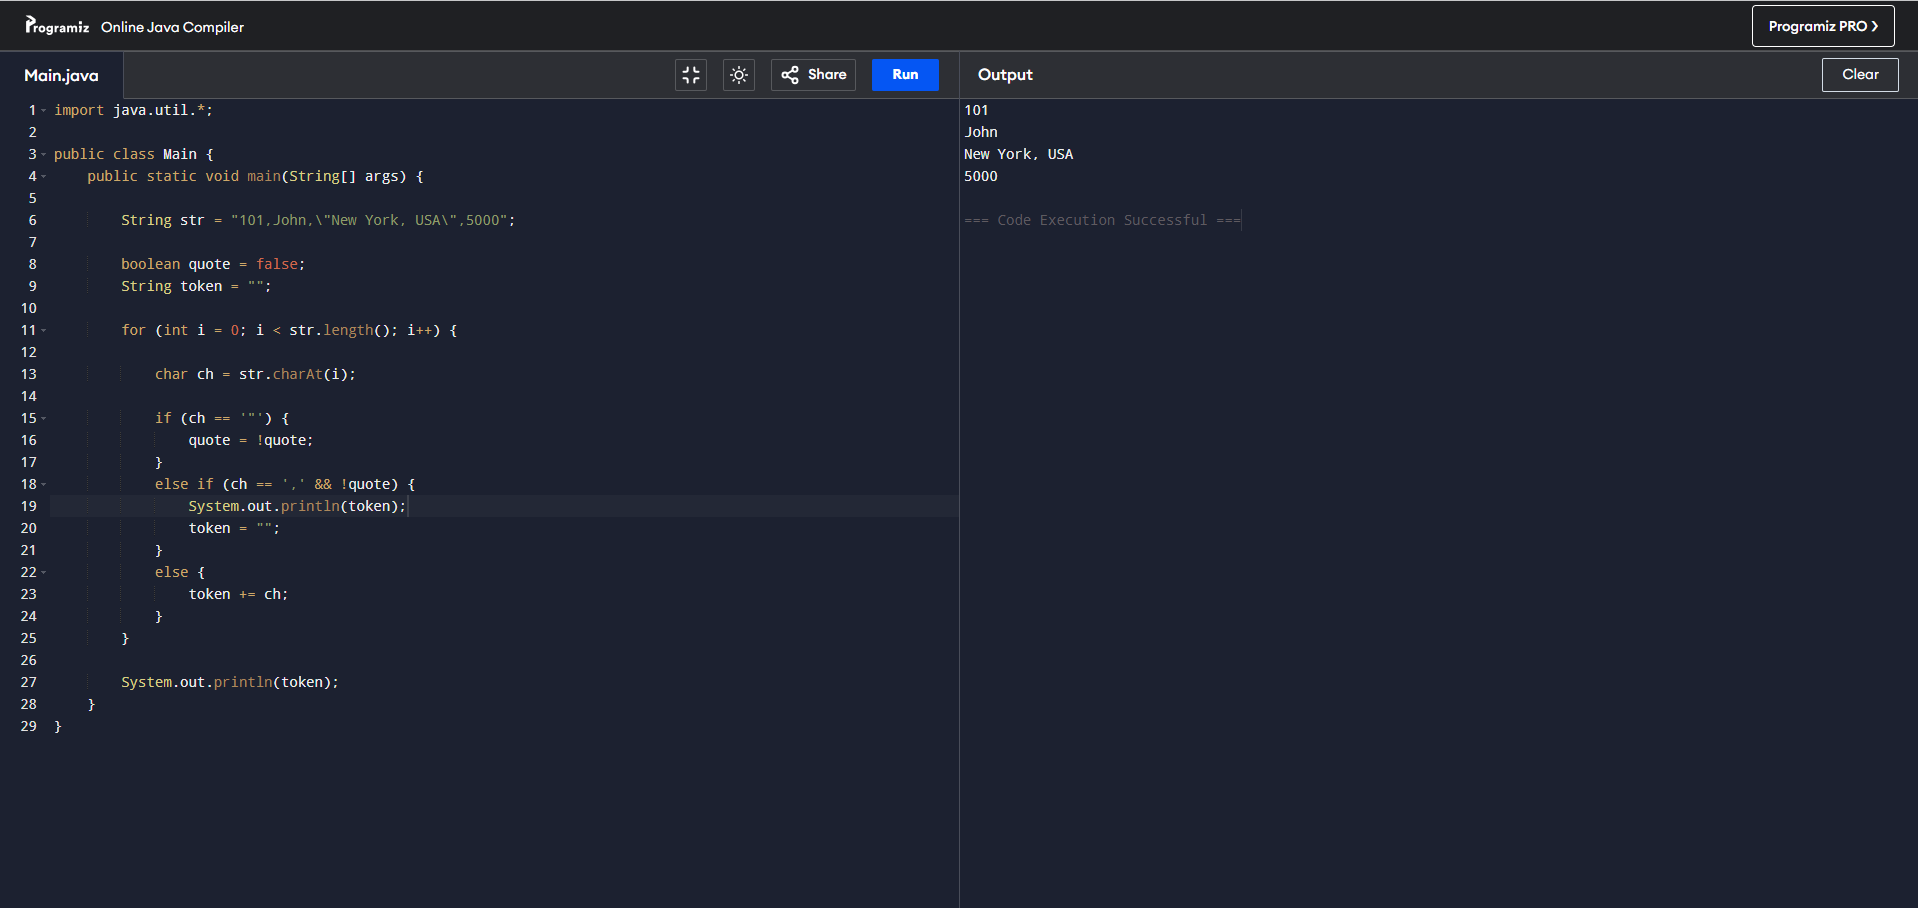 Programiz Online Java Compiler
Programiz PRO
Main.java
Share
Run
Output
Clear
1 import java.util.*;
2
3 public class Main {
4     public static void main(String[] args) {
5
6         String str = "101,John,\"New York, USA\",5000";
7
8         boolean quote = false;
9         String token = "";
10
11         for (int i = 0; i < str.length(); i++) {
12
13             char ch = str.charAt(i);
14
15             if (ch == '"') {
16                 quote = !quote;
17             }
18             else if (ch == ',' && !quote) {
19                 System.out.println(token);
20                 token = "";
21             }
22             else {
23                 token += ch;
24             }
25         }
26
27         System.out.println(token);
28     }
29 }
101
John
New York, USA
5000
=== Code Execution Successful ===